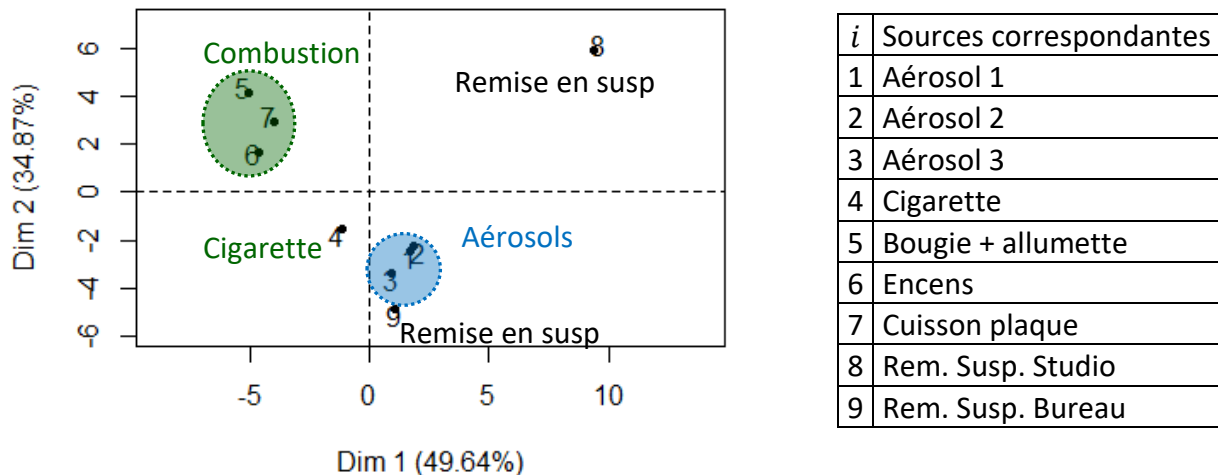 Dim 2 (34.87%)
6
4
2
0
-2
-4
-6
Combustion
5
7
6
8
Remise en susp
Cigarette
4
Aérosols
1
2
3
9
Remise en susp
-5
0
5
10
Dim 1 (49.64%)
i Sources correspondantes
1 Aérosol 1
2 Aérosol 2
3 Aérosol 3
4 Cigarette
5 Bougie + allumette
6 Encens
7 Cuisson plaque
8 Rem. Susp. Studio
9 Rem. Susp. Bureau